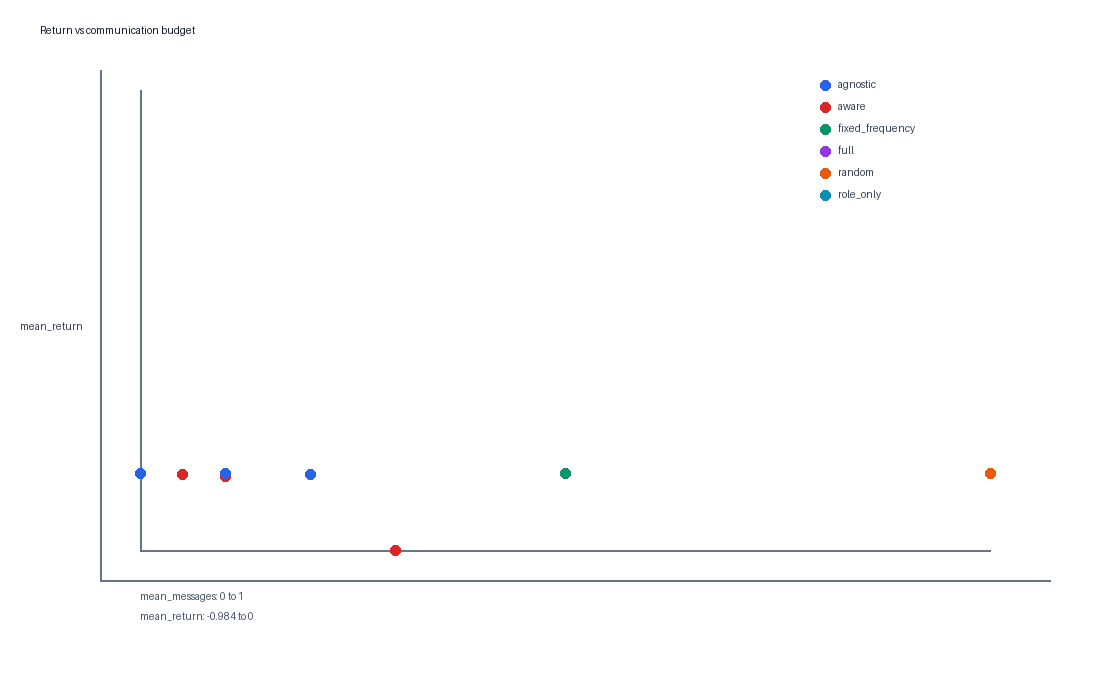 Return vs communication budget
agnostic
aware
fixed_frequency
full
random
role_only
mean_return
mean_messages: 0 to 1
mean_return: -0.984 to 0